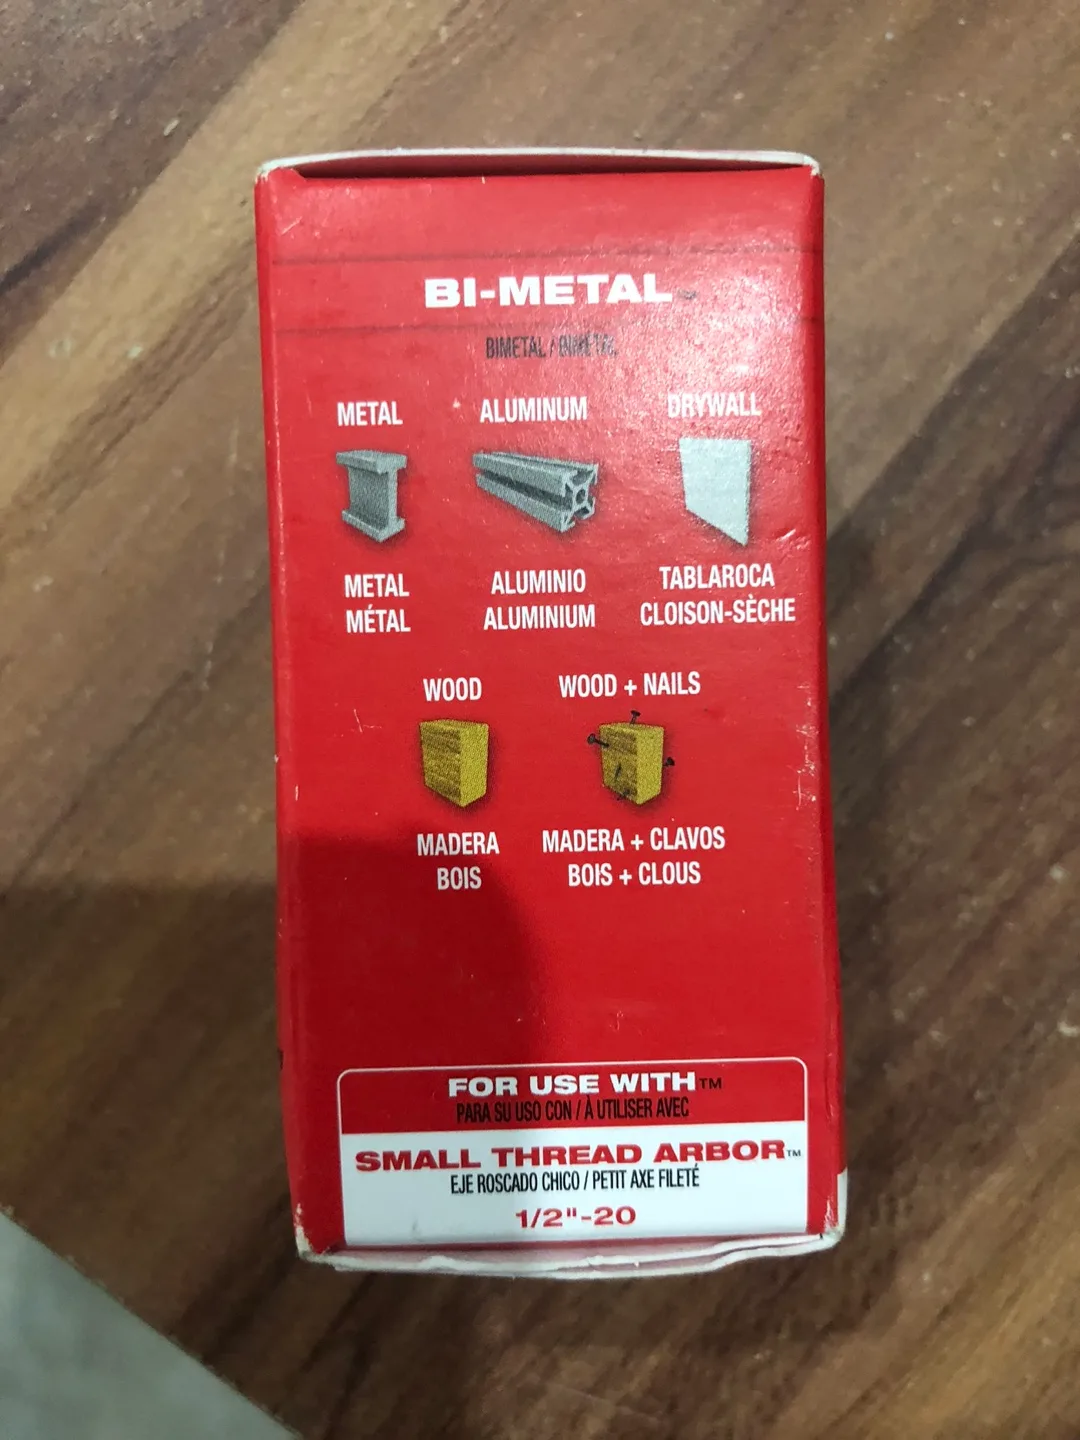 BI-METAL™
BIMETAL / BIMÉTAL
METAL ALUMINUM DRYWALL
METAL ALUMINIO TABLAROCA
MÉTAL ALUMINIUM CLOISON-SÈCHE
WOOD WOOD + NAILS
MADERA MADERA + CLAVOS
BOIS BOIS + CLOUS
FOR USE WITH™
PARA SU USO CON / À UTILISER AVEC
SMALL THREAD ARBOR™
EJE ROSCADO CHICO / PETIT AXE FILETÉ
1/2"-20